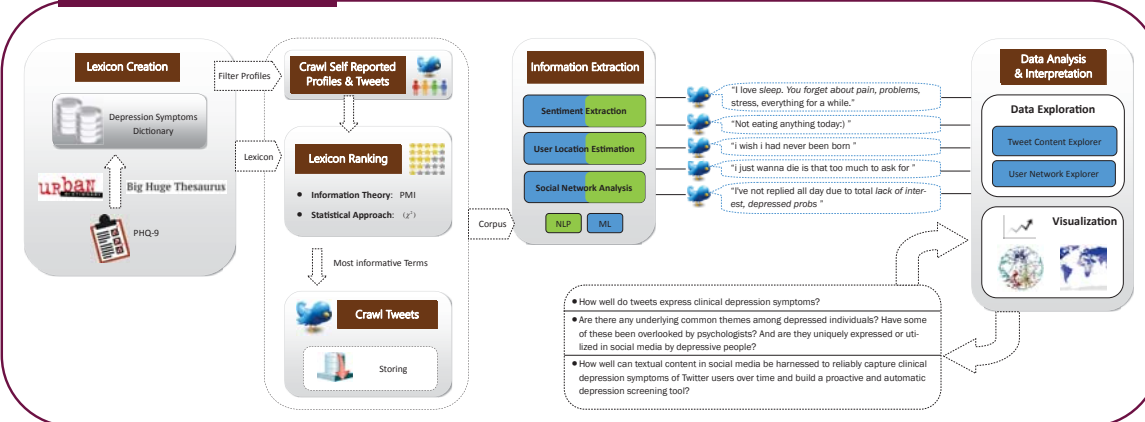 Lexicon Creation
Depression Symptoms
Dictionary
urban
Big Huge Thesaurus
PHQ-9
Filter Profiles
Lexicon
Crawl Self Reported
Profiles & Tweets
Lexicon Ranking
• Information Theory: PMI
• Statistical Approach: (χ²)
Most informative Terms
Crawl Tweets
Storing
Corpus
Information Extraction
Sentiment Extraction
User Location Estimation
Social Network Analysis
NLP
ML
“I love sleep. You forget about pain, problems,
stress, everything for a while.”
“Not eating anything today:) ”
“i wish i had never been born ”
“i just wanna die is that too much to ask for ”
“I've not replied all day due to total lack of inter-
est, depressed probs ”
• How well do tweets express clinical depression symptoms?
• Are there any underlying common themes among depressed individuals? Have some
of these been overlooked by psychologists? And are they uniquely expressed or uti-
lized in social media by depressive people?
• How well can textual content in social media be harnessed to reliably capture clinical
depression symptoms of Twitter users over time and build a proactive and automatic
depression screening tool?
Data Analysis
& Interpretation
Data Exploration
Tweet Content Explorer
User Network Explorer
Visualization